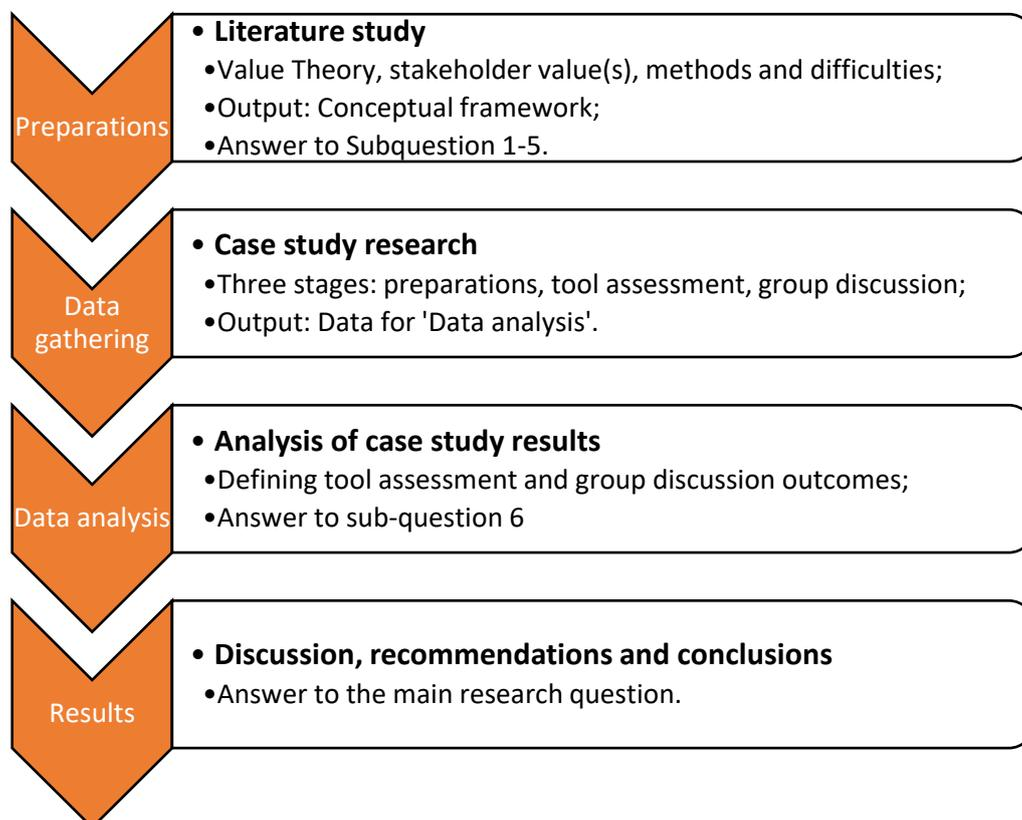 Preparations
• Literature study
•Value Theory, stakeholder value(s), methods and difficulties;
•Output: Conceptual framework;
•Answer to Subquestion 1-5.
Data
gathering
• Case study research
•Three stages: preparations, tool assessment, group discussion;
•Output: Data for 'Data analysis'.
Data analysis
• Analysis of case study results
•Defining tool assessment and group discussion outcomes;
•Answer to sub-question 6
Results
• Discussion, recommendations and conclusions
•Answer to the main research question.